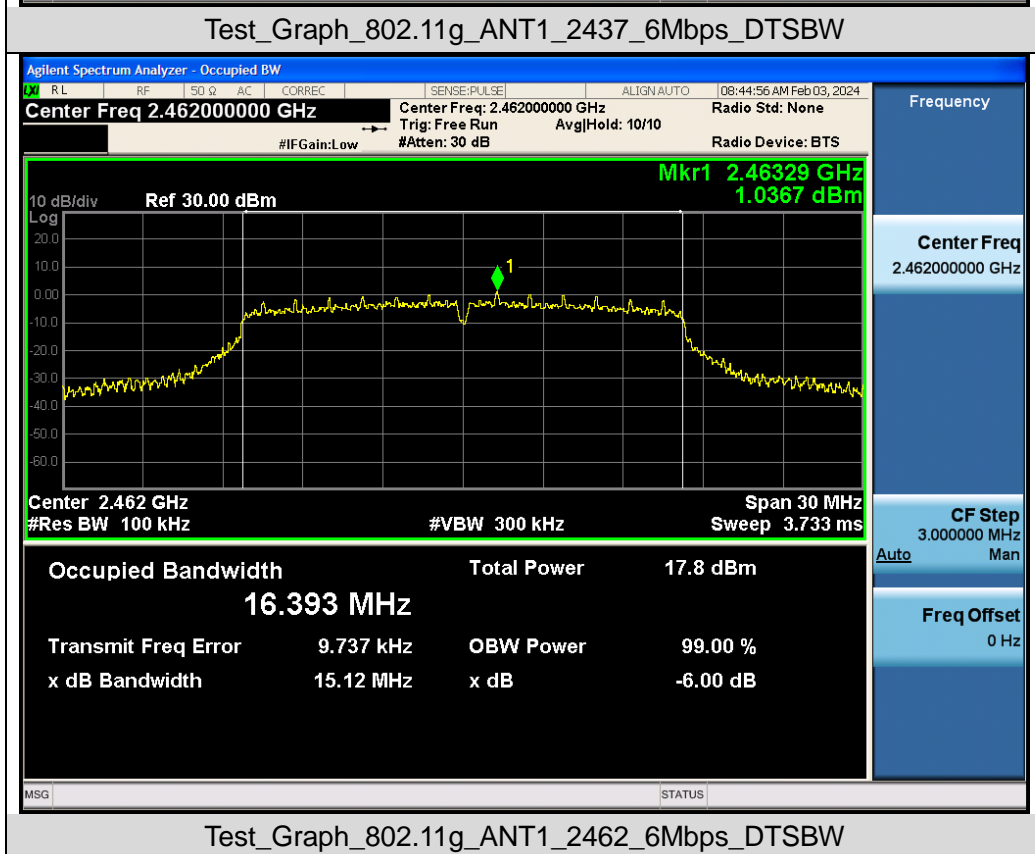 Test_Graph_802.11g_ANT1_2437_6Mbps_DTSBW
Agilent Spectrum Analyzer - Occupied BW
LXI RL RF 50 Ω AC CORREC SENSE:PULSE ALIGN AUTO 08:44:56 AM Feb 03, 2024
Center Freq 2.462000000 GHz Center Freq: 2.462000000 GHz Radio Std: None
Trig: Free Run Avg|Hold: 10/10
#IFGain:Low #Atten: 30 dB Radio Device: BTS
Frequency
Mkr1 2.46329 GHz
1.0367 dBm
10 dB/div Ref 30.00 dBm
Log
20.0
10.0
0.00
-10.0
-20.0
-30.0
-40.0
-50.0
-60.0
1
Center 2.462 GHz Span 30 MHz
#Res BW 100 kHz #VBW 300 kHz Sweep 3.733 ms
Center Freq
2.462000000 GHz
CF Step
3.000000 MHz
Auto Man
Freq Offset
0 Hz
Occupied Bandwidth Total Power 17.8 dBm
16.393 MHz
Transmit Freq Error 9.737 kHz OBW Power 99.00 %
x dB Bandwidth 15.12 MHz x dB -6.00 dB
MSG STATUS
Test_Graph_802.11g_ANT1_2462_6Mbps_DTSBW